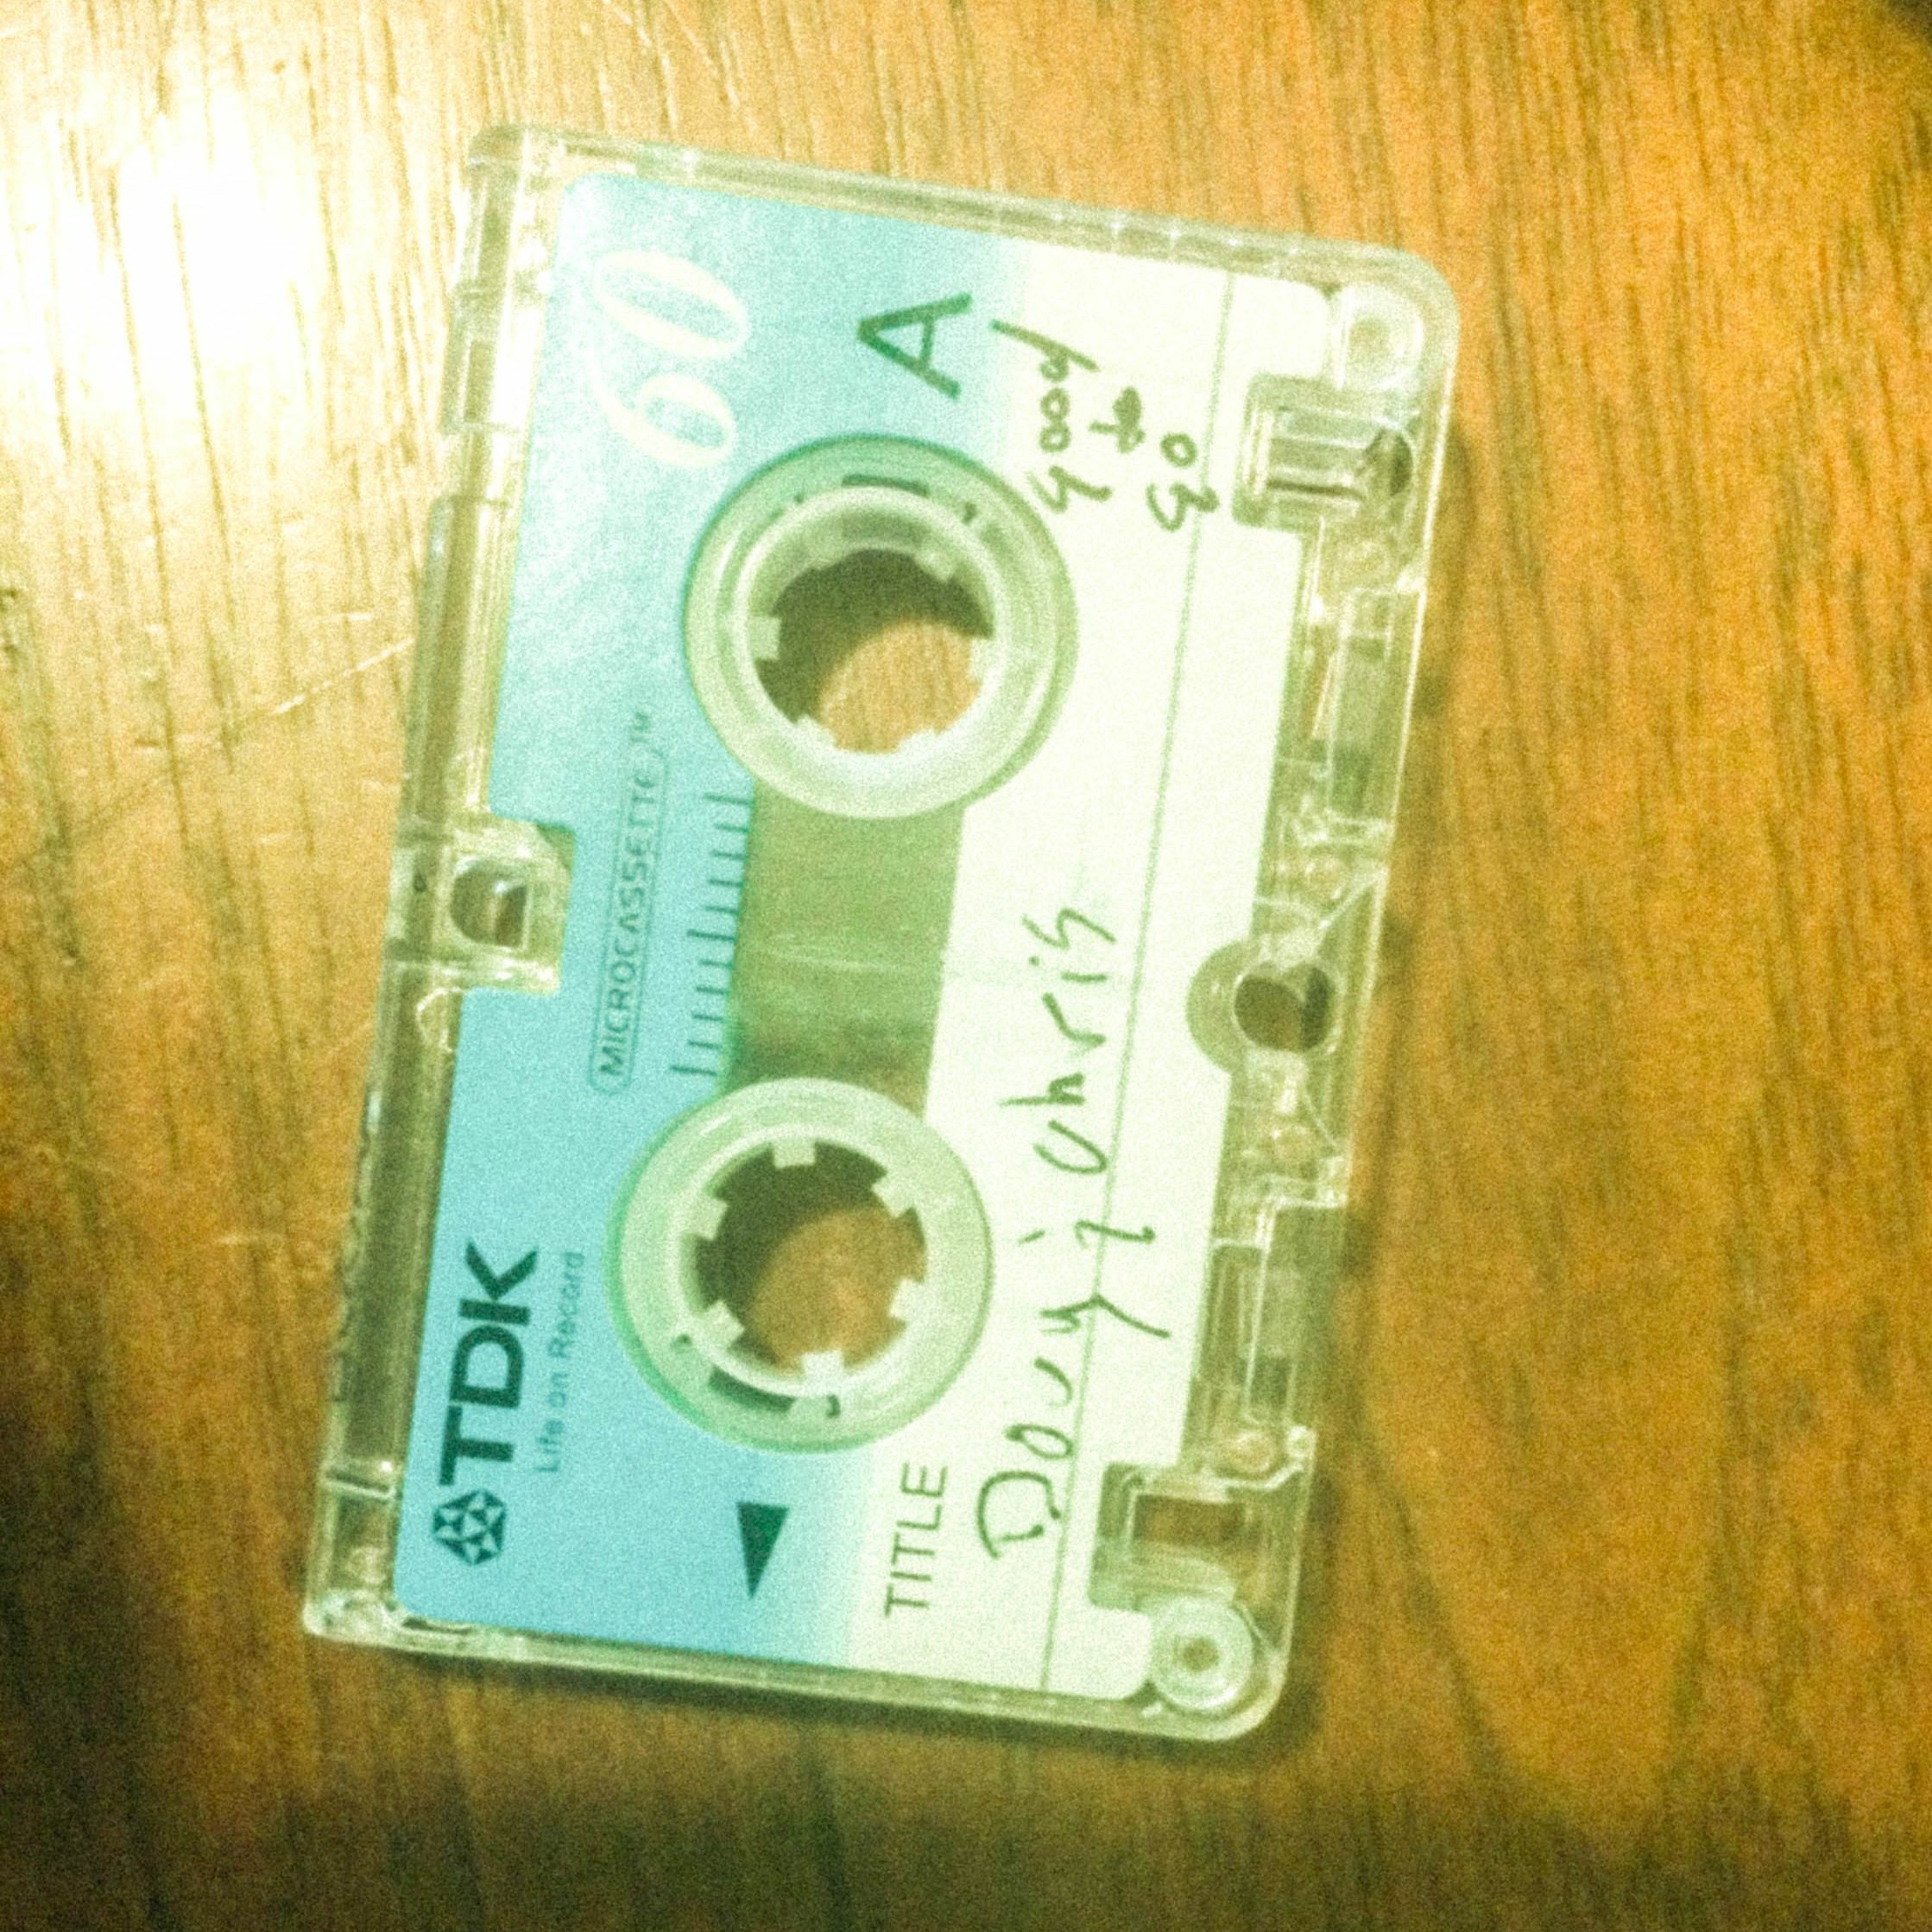 TDK
Life on Record
MICROCASSETTE™
60
A
TITLE
good
to
go
Doug i Chris